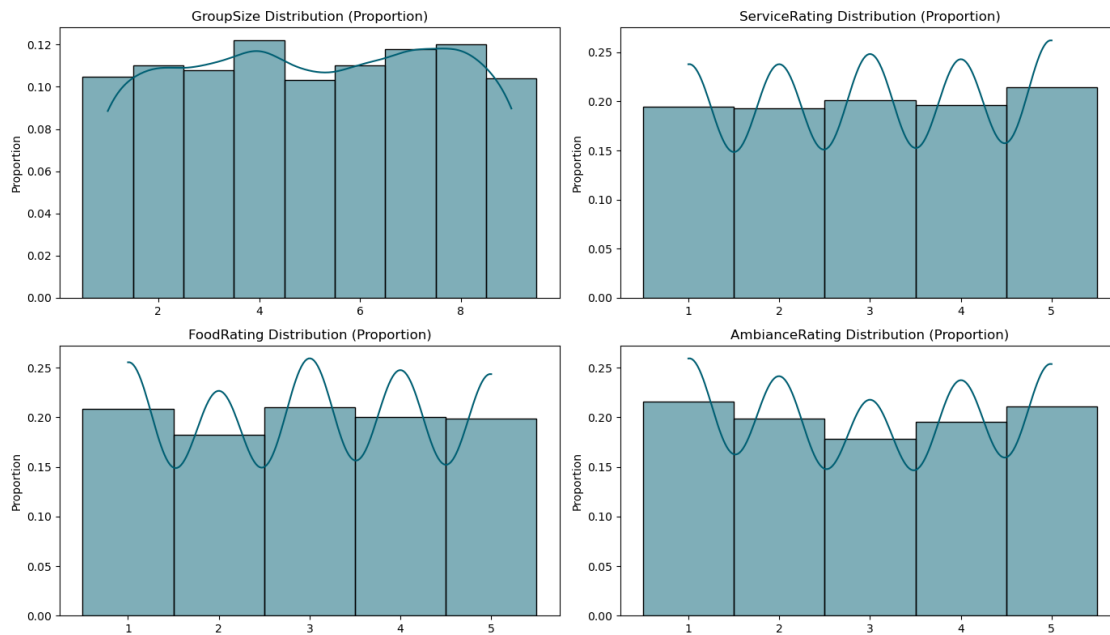 GroupSize Distribution (Proportion)
Proportion
0.12
0.10
0.08
0.06
0.04
0.02
0.00
2 4 6 8
ServiceRating Distribution (Proportion)
Proportion
0.25
0.20
0.15
0.10
0.05
0.00
1 2 3 4 5
FoodRating Distribution (Proportion)
Proportion
0.25
0.20
0.15
0.10
0.05
0.00
1 2 3 4 5
AmbianceRating Distribution (Proportion)
Proportion
0.25
0.20
0.15
0.10
0.05
0.00
1 2 3 4 5